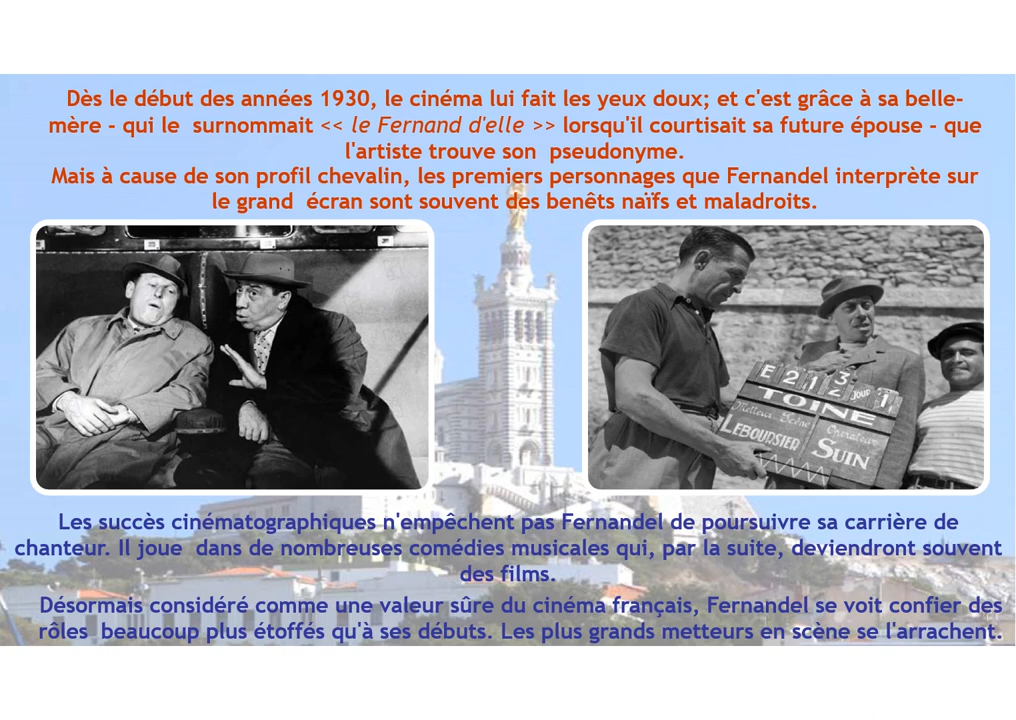 Dès le début des années 1930, le cinéma lui fait les yeux doux; et c'est grâce à sa belle-
mère - qui le surnommait << le Fernand d'elle >> lorsqu'il courtisait sa future épouse - que
l'artiste trouve son pseudonyme.
Mais à cause de son profil chevalin, les premiers personnages que Fernandel interprète sur
le grand écran sont souvent des benêts naïfs et maladroits.
E 21 3 2 JOUR 1
TOINE
Metteur Scène Opérateur
LEBOURSIER SUIN
Les succès cinématographiques n'empêchent pas Fernandel de poursuivre sa carrière de
chanteur. Il joue dans de nombreuses comédies musicales qui, par la suite, deviendront souvent
des films.
Désormais considéré comme une valeur sûre du cinéma français, Fernandel se voit confier des
rôles beaucoup plus étoffés qu'à ses débuts. Les plus grands metteurs en scène se l'arrachent.